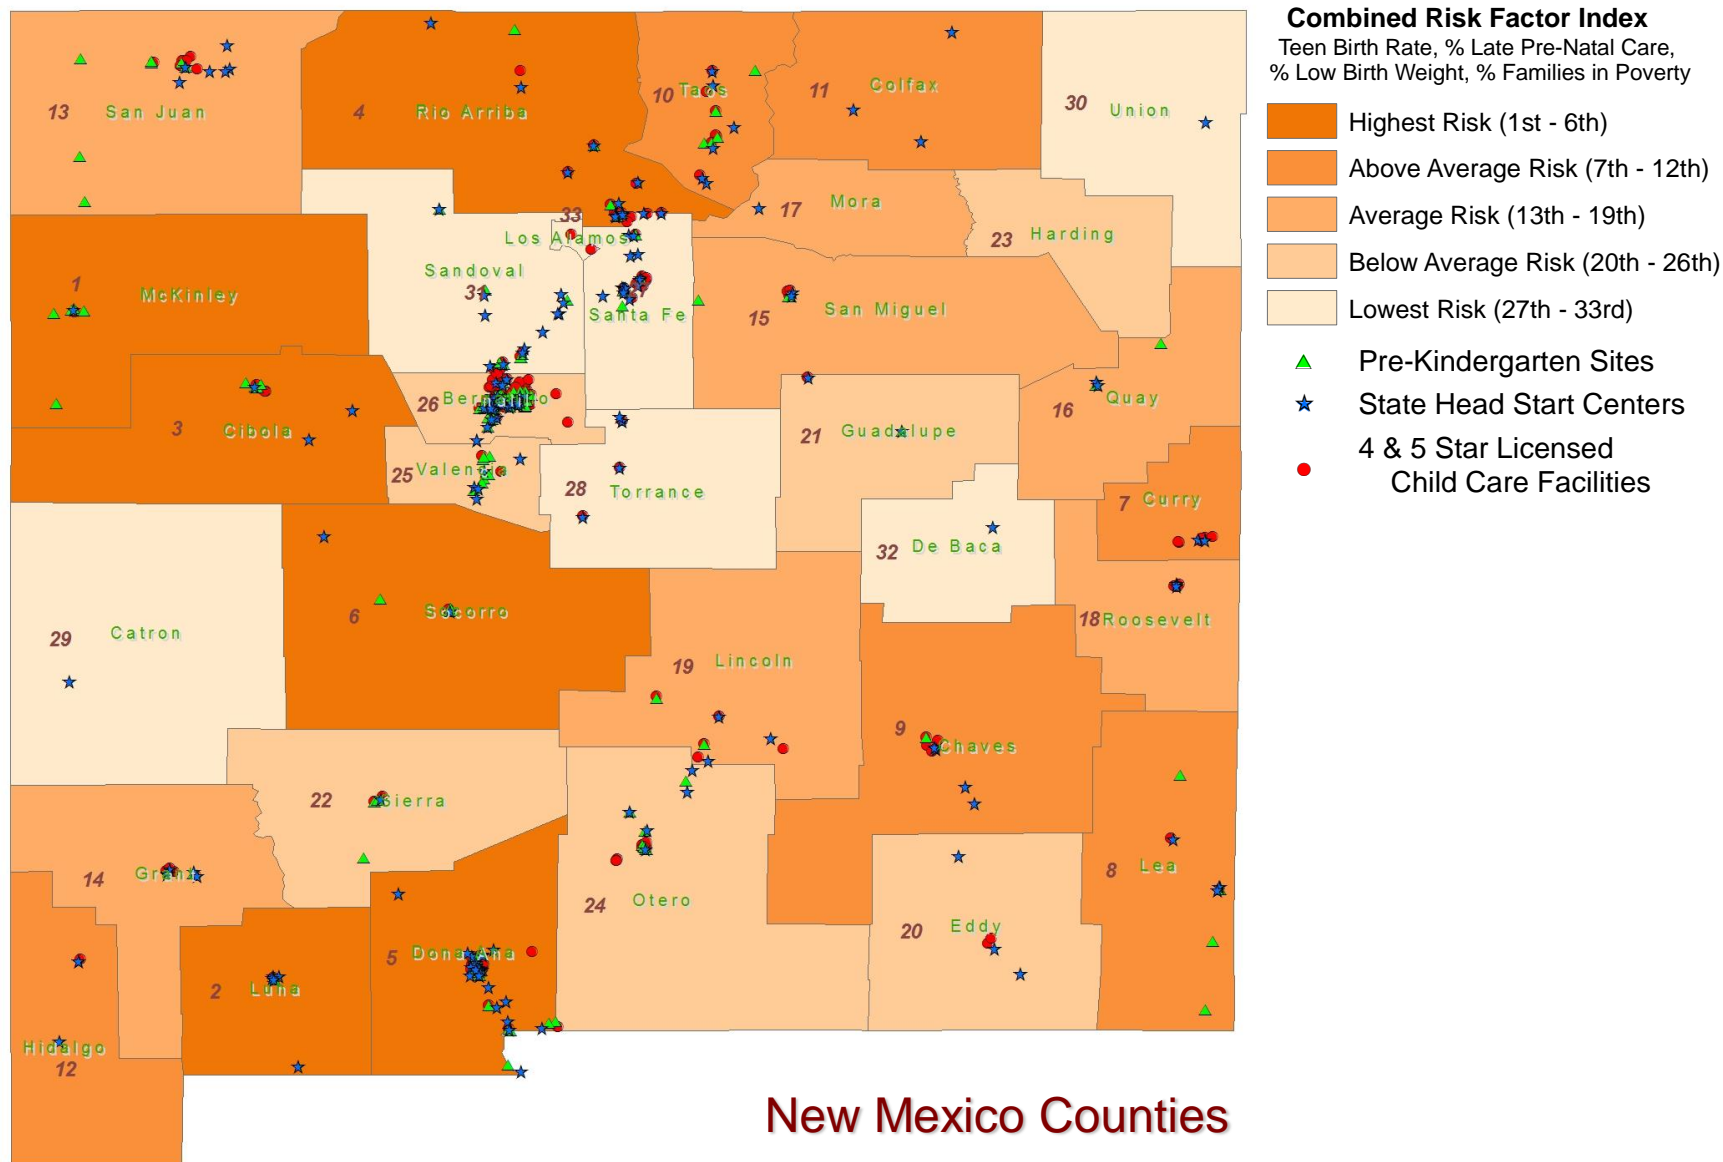 Combined Risk Factor Index
Teen Birth Rate, % Late Pre-Natal Care,
% Low Birth Weight, % Families in Poverty
Highest Risk (1st - 6th)
Above Average Risk (7th - 12th)
Average Risk (13th - 19th)
Below Average Risk (20th - 26th)
Lowest Risk (27th - 33rd)
Pre-Kindergarten Sites
State Head Start Centers
4 & 5 Star Licensed
Child Care Facilities
13 San Juan
4 Rio Arriba
10 Taos
11 Colfax
30 Union
17 Mora
23 Harding
33
Los Alamos
1 McKinley
Sandoval
31
Santa Fe
15 San Miguel
3 Cibola
26 Bernalillo
25 Valencia
28 Torrance
21 Guadalupe
16 Quay
7 Curry
32 De Baca
18 Roosevelt
29 Catron
6 Socorro
19 Lincoln
9 Chaves
22 Sierra
14 Grant
24 Otero
20 Eddy
8 Lea
2 Luna
5 Dona Ana
Hidalgo
12
New Mexico Counties